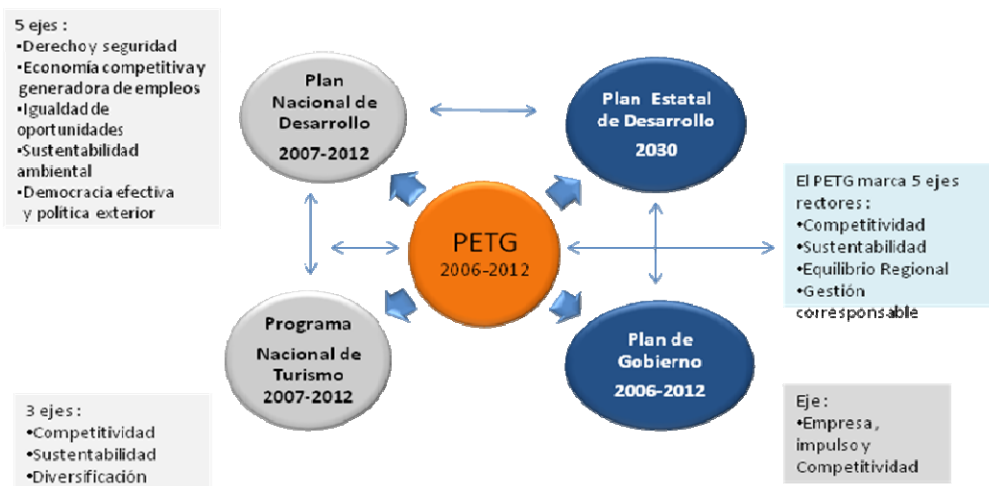 5 ejes :
•Derecho y seguridad
•Economía competitiva y
generadora de empleos
•Igualdad de
oportunidades
•Sustentabilidad
ambiental
•Democracia efectiva
y política exterior
Plan
Nacional de
Desarrollo
2007-2012
Plan Estatal
de Desarrollo
2030
El PETG marca 5 ejes
rectores :
•Competitividad
•Sustentabilidad
•Equilibrio Regional
•Gestión
corresponsable
PETG
2006-2012
Programa
Nacional de
Turismo
2007-2012
Plan de
Gobierno
2006-2012
3 ejes :
•Competitividad
•Sustentabilidad
•Diversificación
Eje :
•Empresa ,
impulso y
Competitividad